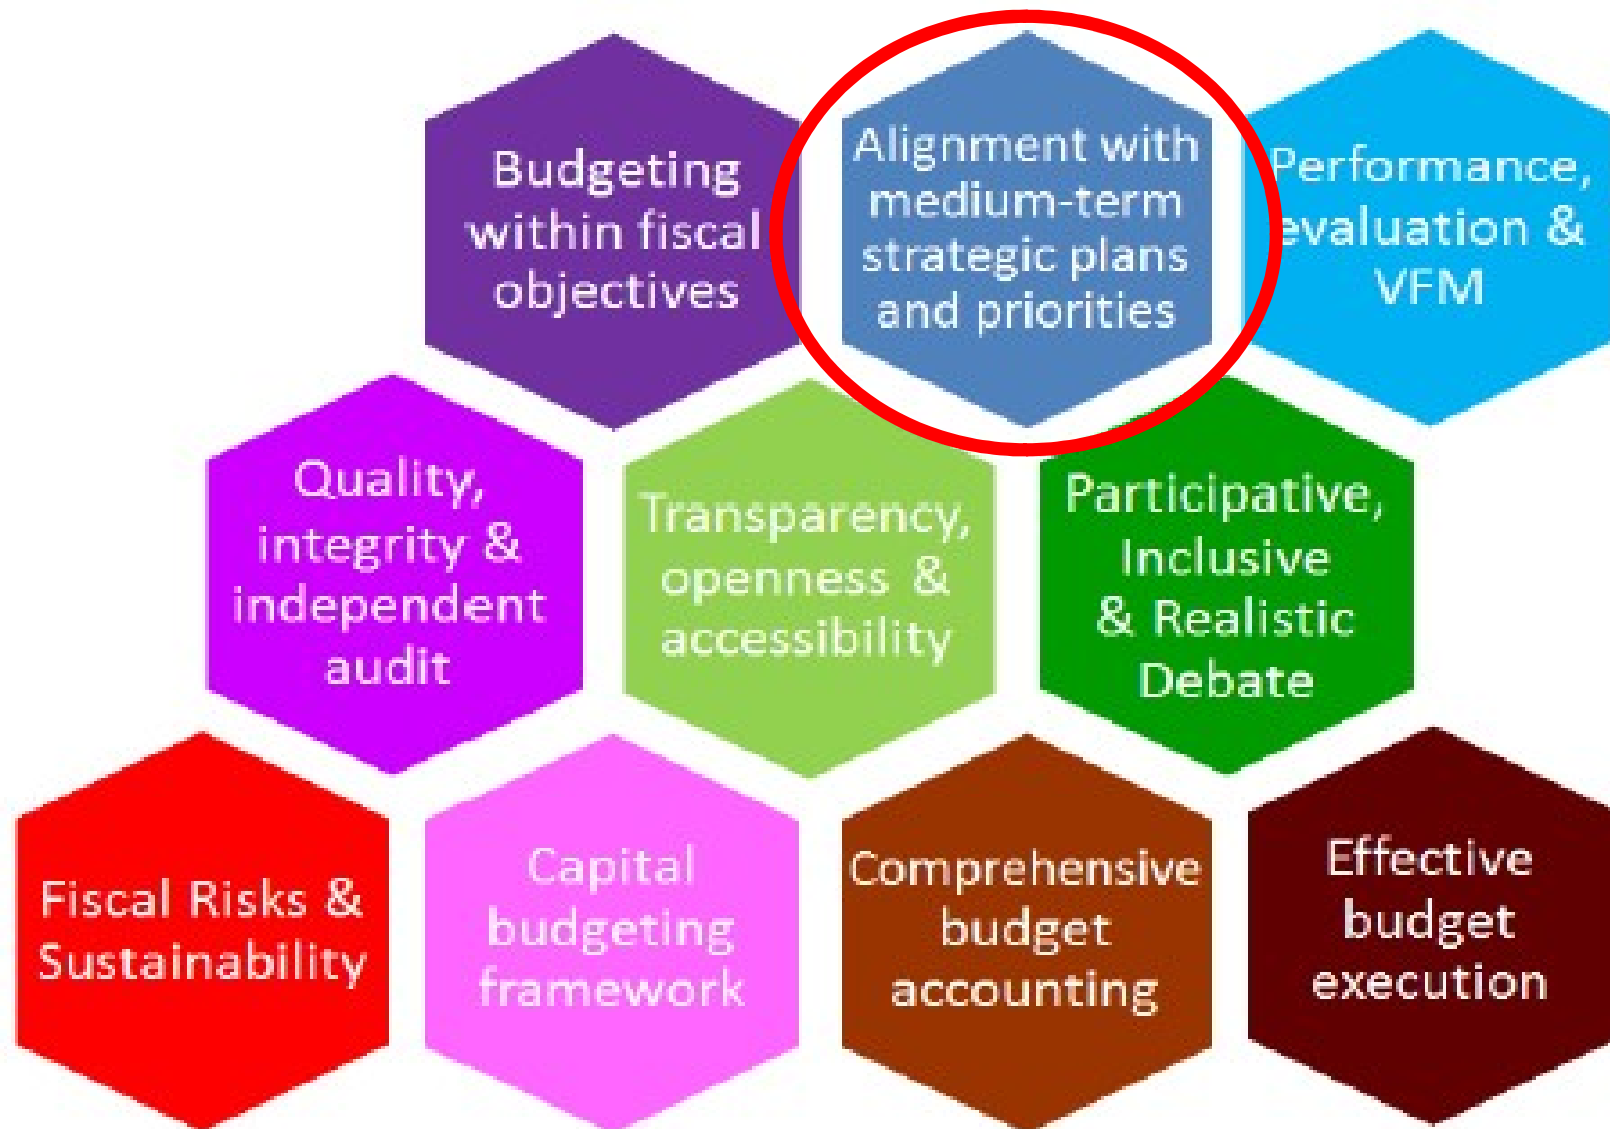 Budgeting
within fiscal
objectives
Alignment with
medium-term
strategic plans
and priorities
Performance,
evaluation &
VFM
Quality,
integrity &
independent
audit
Transparency,
openness &
accessibility
Participative,
Inclusive
& Realistic
Debate
Fiscal Risks &
Sustainability
Capital
budgeting
framework
Comprehensive
budget
accounting
Effective
budget
execution